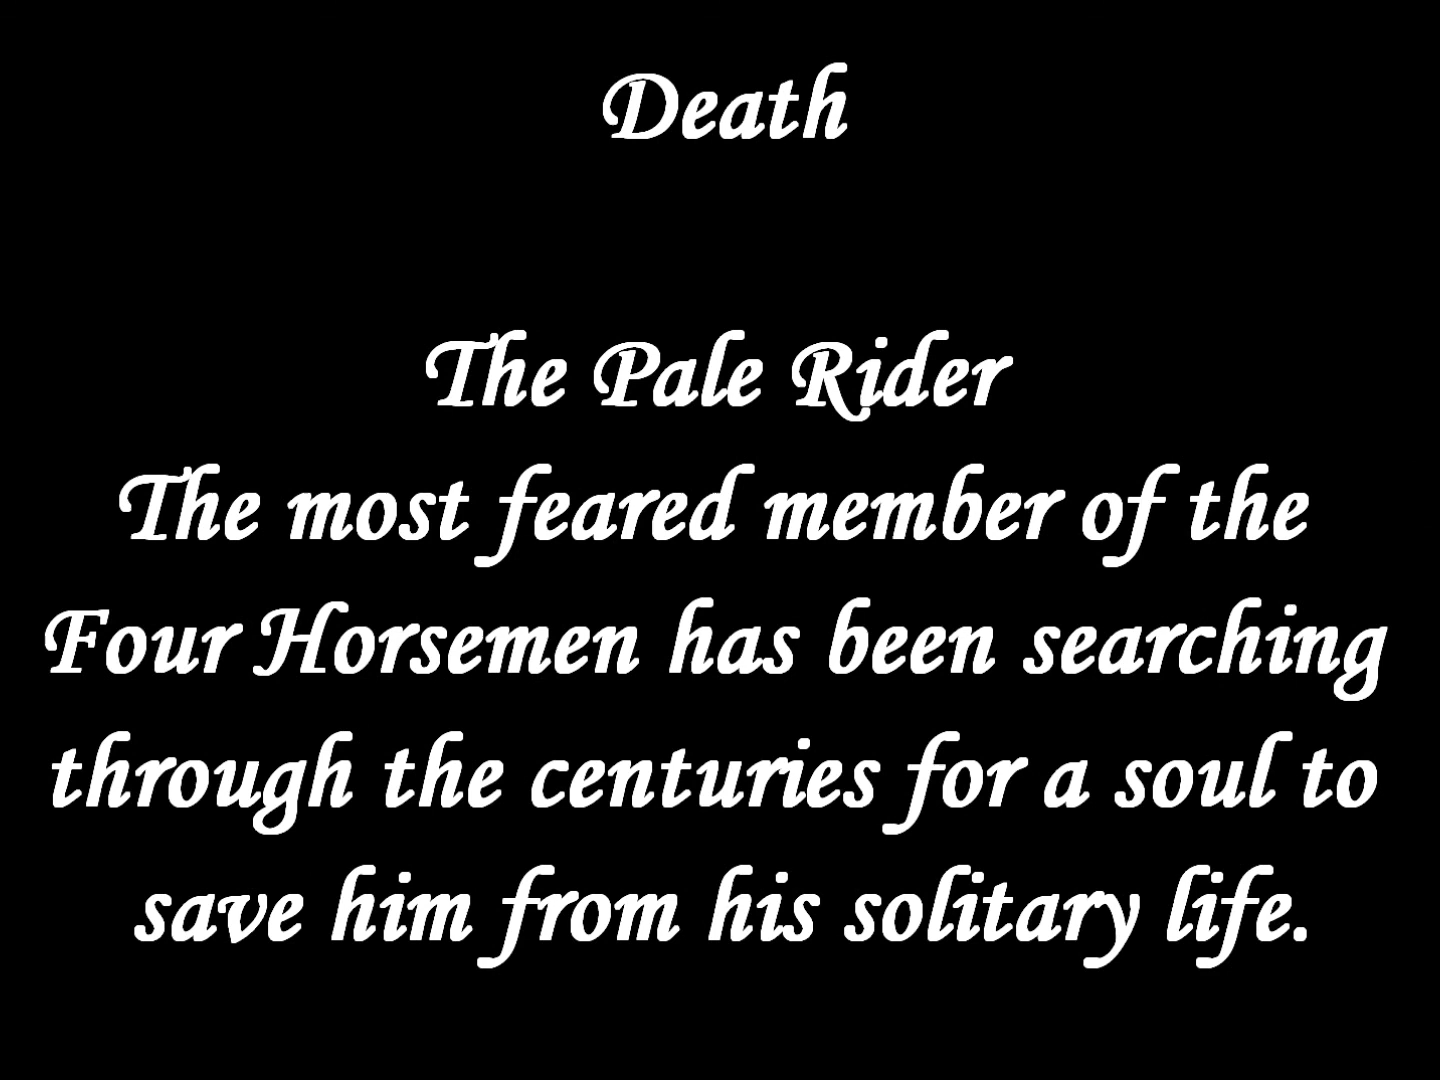 Death
The Pale Rider
The most feared member of the
Four Horsemen has been searching
through the centuries for a soul to
save him from his solitary life.